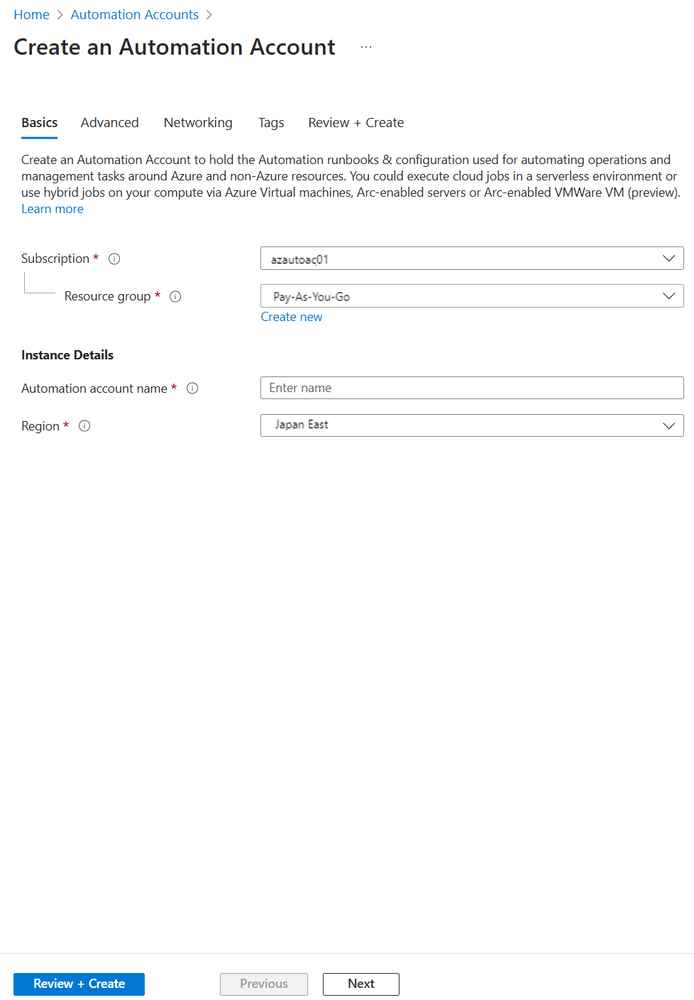 Home > Automation Accounts >
Create an Automation Account ...
Basics Advanced Networking Tags Review + Create
Create an Automation Account to hold the Automation runbooks & configuration used for automating operations and
management tasks around Azure and non-Azure resources. You could execute cloud jobs in a serverless environment or
use hybrid jobs on your compute via Azure Virtual machines, Arc-enabled servers or Arc-enabled VMWare VM (preview).
Learn more
Subscription * azautoac01
Resource group * Pay-As-You-Go
Create new
Instance Details
Automation account name * Enter name
Region * Japan East
Review + Create Previous Next